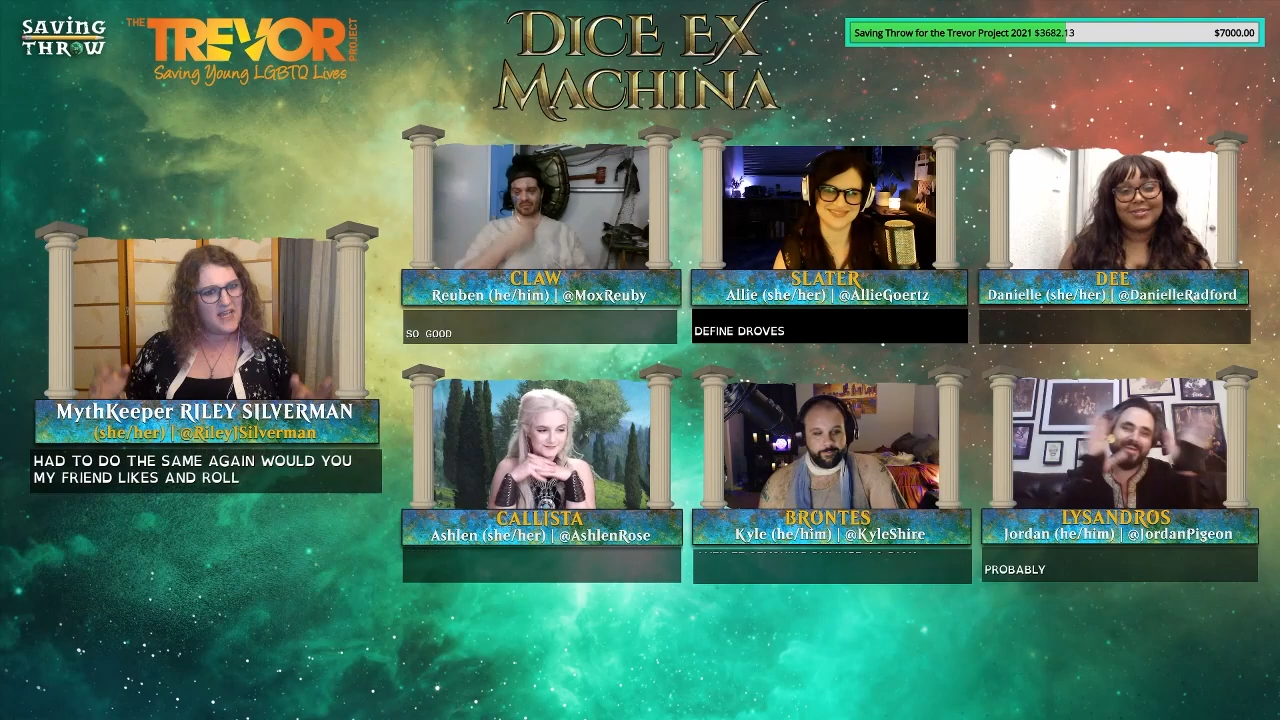 SAVING
THROW
THE TREVOR PROJECT
Saving Young LGBTQ Lives
DICE EX
MACHINA
Saving Throw for the Trevor Project 2021 $3682.13
$7000.00
CLAW
Reuben (he/him) | @MoxReuby
SO GOOD
SLATER
Allie (she/her) | @AllieGoertz
DEFINE DROVES
DEE
Danielle (she/her) | @DanielleRadford
MythKeeper RILEY SILVERMAN
(she/her) | @RileyJSilverman
HAD TO DO THE SAME AGAIN WOULD YOU
MY FRIEND LIKES AND ROLL
CALLISTA
Ashlen (she/her) | @AshlenRose
BRONTES
Kyle (he/him) | @KyleShire
LYSANDROS
Jordan (he/him) | @JordanPigeon
PROBABLY